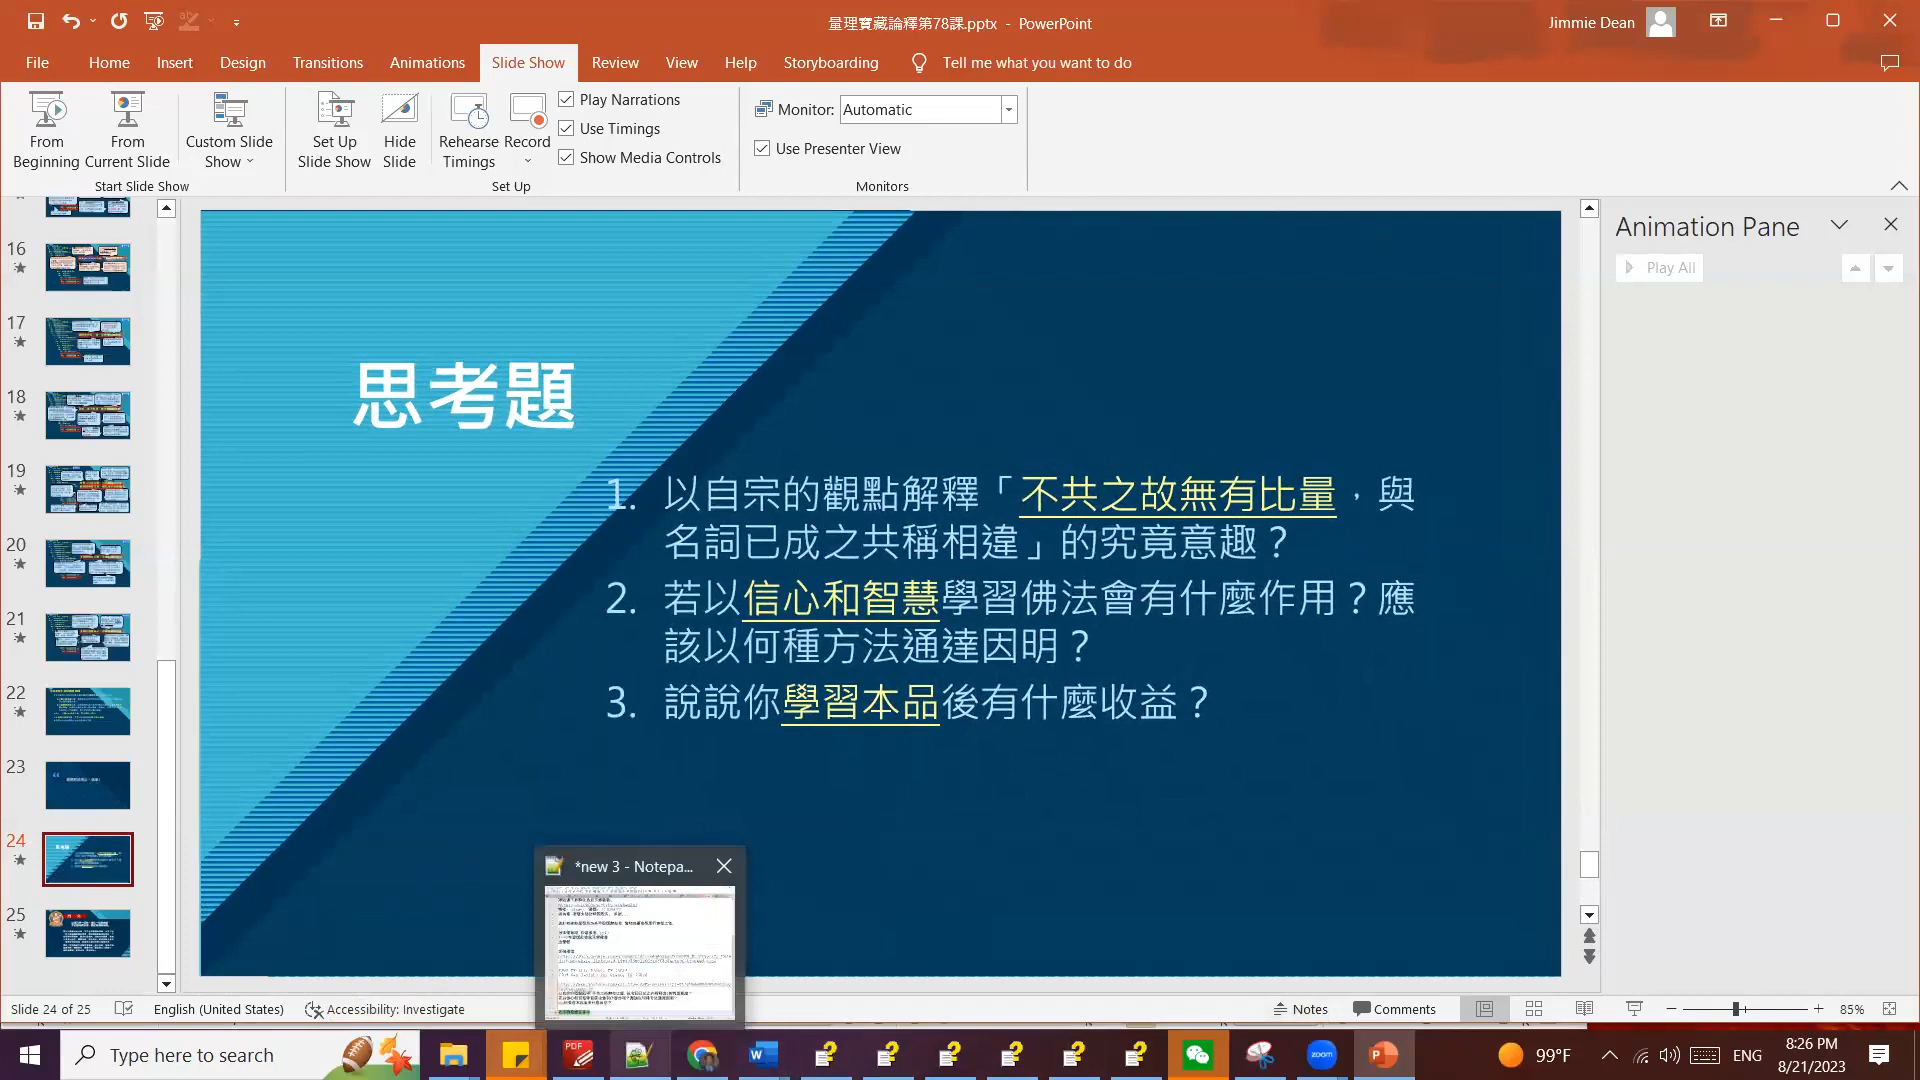 量理寶藏論釋第78課.pptx - PowerPoint
Jimmie Dean
File Home Insert Design Transitions Animations Slide Show Review View Help Storyboarding Tell me what you want to do
From Beginning
From Current Slide
Custom Slide Show
Set Up Slide Show
Hide Slide
Rehearse Timings
Record
Play Narrations
Use Timings
Show Media Controls
Monitor: Automatic
Use Presenter View
Start Slide Show
Set Up
Monitors
16
17
18
19
20
21
22
23
24
25
思考題
1. 以自宗的觀點解釋「不共之故無有比量，與
名詞已成之共稱相違」的究竟意趣？
2. 若以信心和智慧學習佛法會有什麼作用？應
該以何種方法通達因明？
3. 說說你學習本品後有什麼收益？
Animation Pane
Play All
*new 3 - Notepa...
Slide 24 of 25 English (United States) Accessibility: Investigate Notes Comments 85%
Type here to search
99°F ENG
8:26 PM
8/21/2023